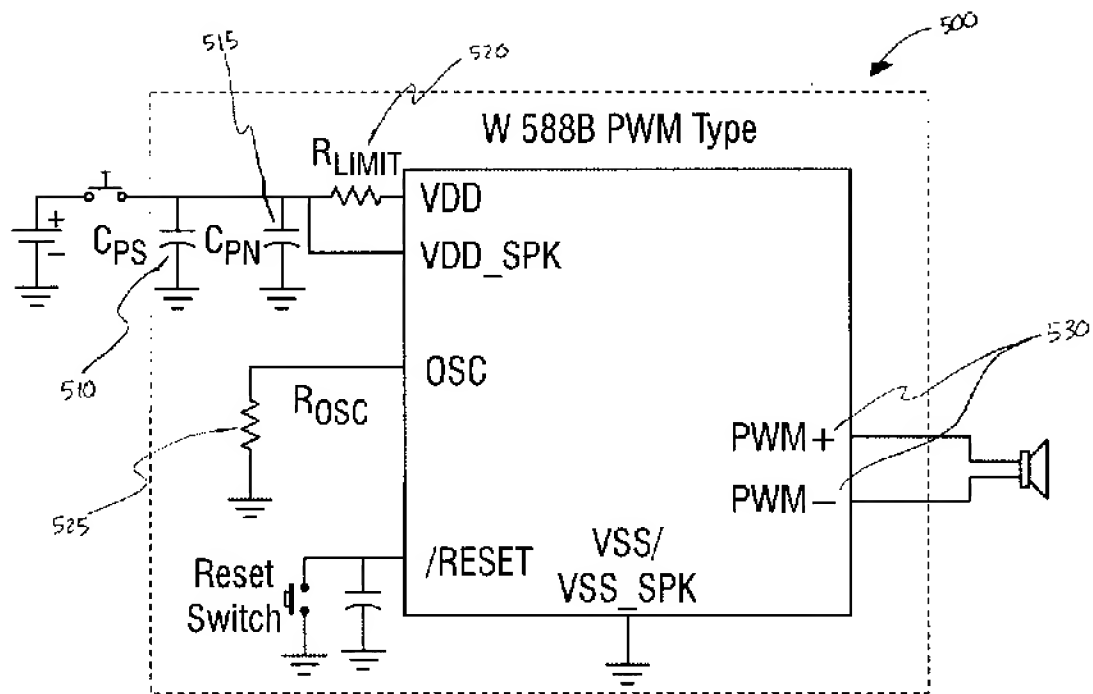 500
515
520
W 588B PWM Type
RLIMIT
VDD
+
-
CPS
CPN
VDD_SPK
530
510
OSC
ROSC
PWM+
PWM-
525
/RESET
VSS/
VSS_SPK
Reset
Switch